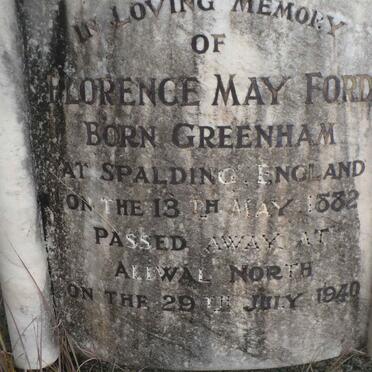 IN LOVING MEMORY
OF
FLORENCE MAY FORD
BORN GREENHAM
AT SPALDING, ENGLAND
ON THE 13TH MAY 1882
PASSED AWAY AT
ALIWAL NORTH
ON THE 29TH JULY 1940